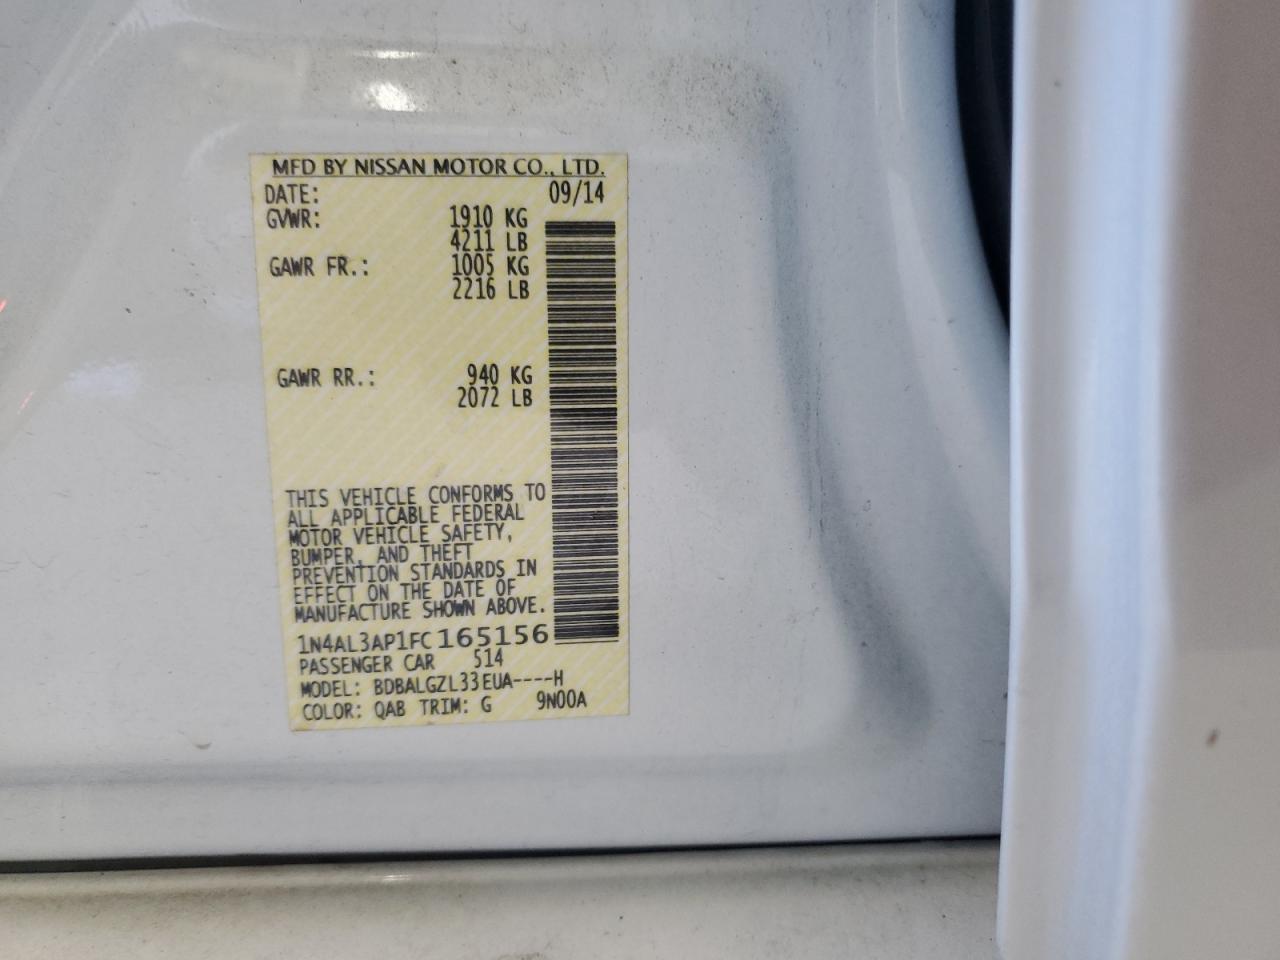 MFD BY NISSAN MOTOR CO., LTD.
DATE: 09/14
GVWR: 1910 KG
4211 LB
GAWR FR.: 1005 KG
2216 LB
GAWR RR.: 940 KG
2072 LB
THIS VEHICLE CONFORMS TO
ALL APPLICABLE FEDERAL
MOTOR VEHICLE SAFETY,
BUMPER, AND THEFT
PREVENTION STANDARDS IN
EFFECT ON THE DATE OF
MANUFACTURE SHOWN ABOVE.
1N4AL3AP1FC165156
PASSENGER CAR 514
MODEL: BDBALGZL33EUA----H
COLOR: QAB TRIM: G 9N00A